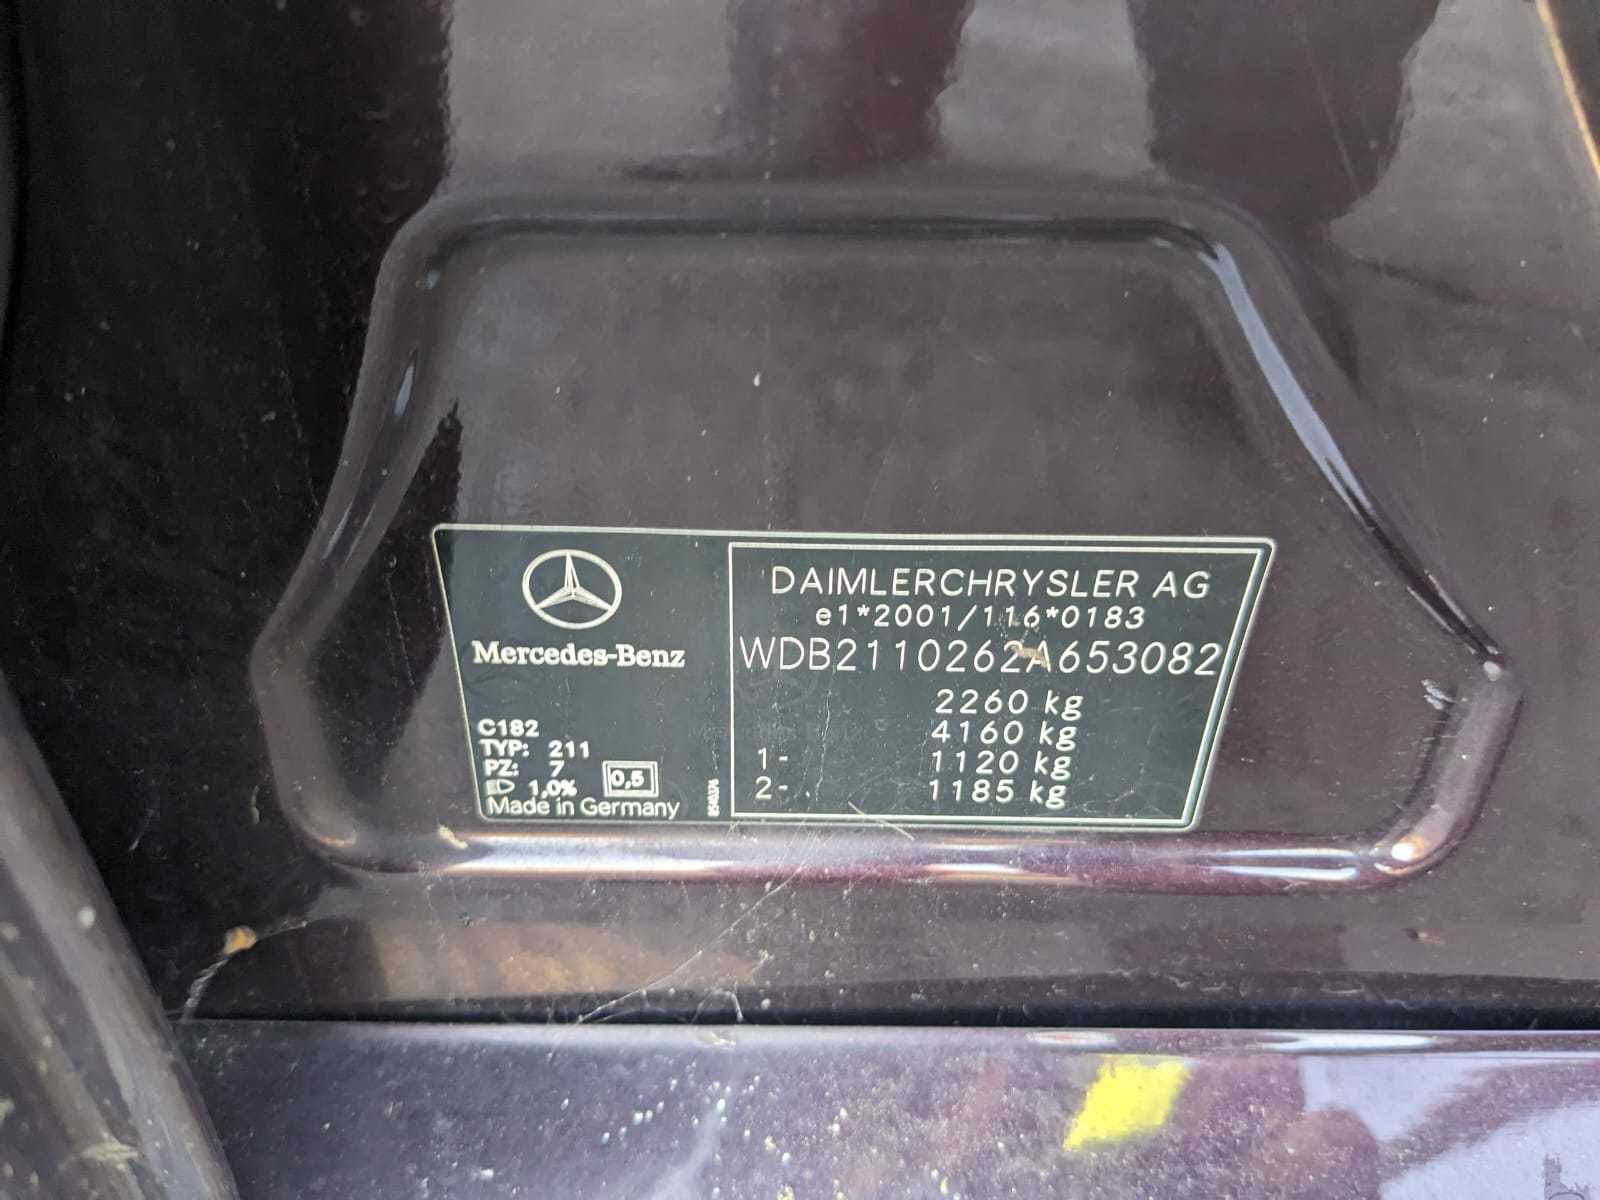 Mercedes-Benz
C182
TYP: 211
PZ: 7
1,0%
0,5
Made in Germany
DAIMLERCHRYSLER AG
e1*2001/116*0183
WDB2110262A653082
2260 kg
4160 kg
1- 1120 kg
2- 1185 kg